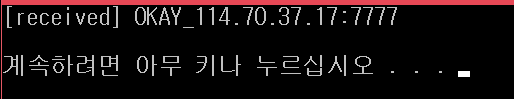 [received] OKAY_114.70.37.17:7777
계속하려면 아무 키나 누르십시오 . . .